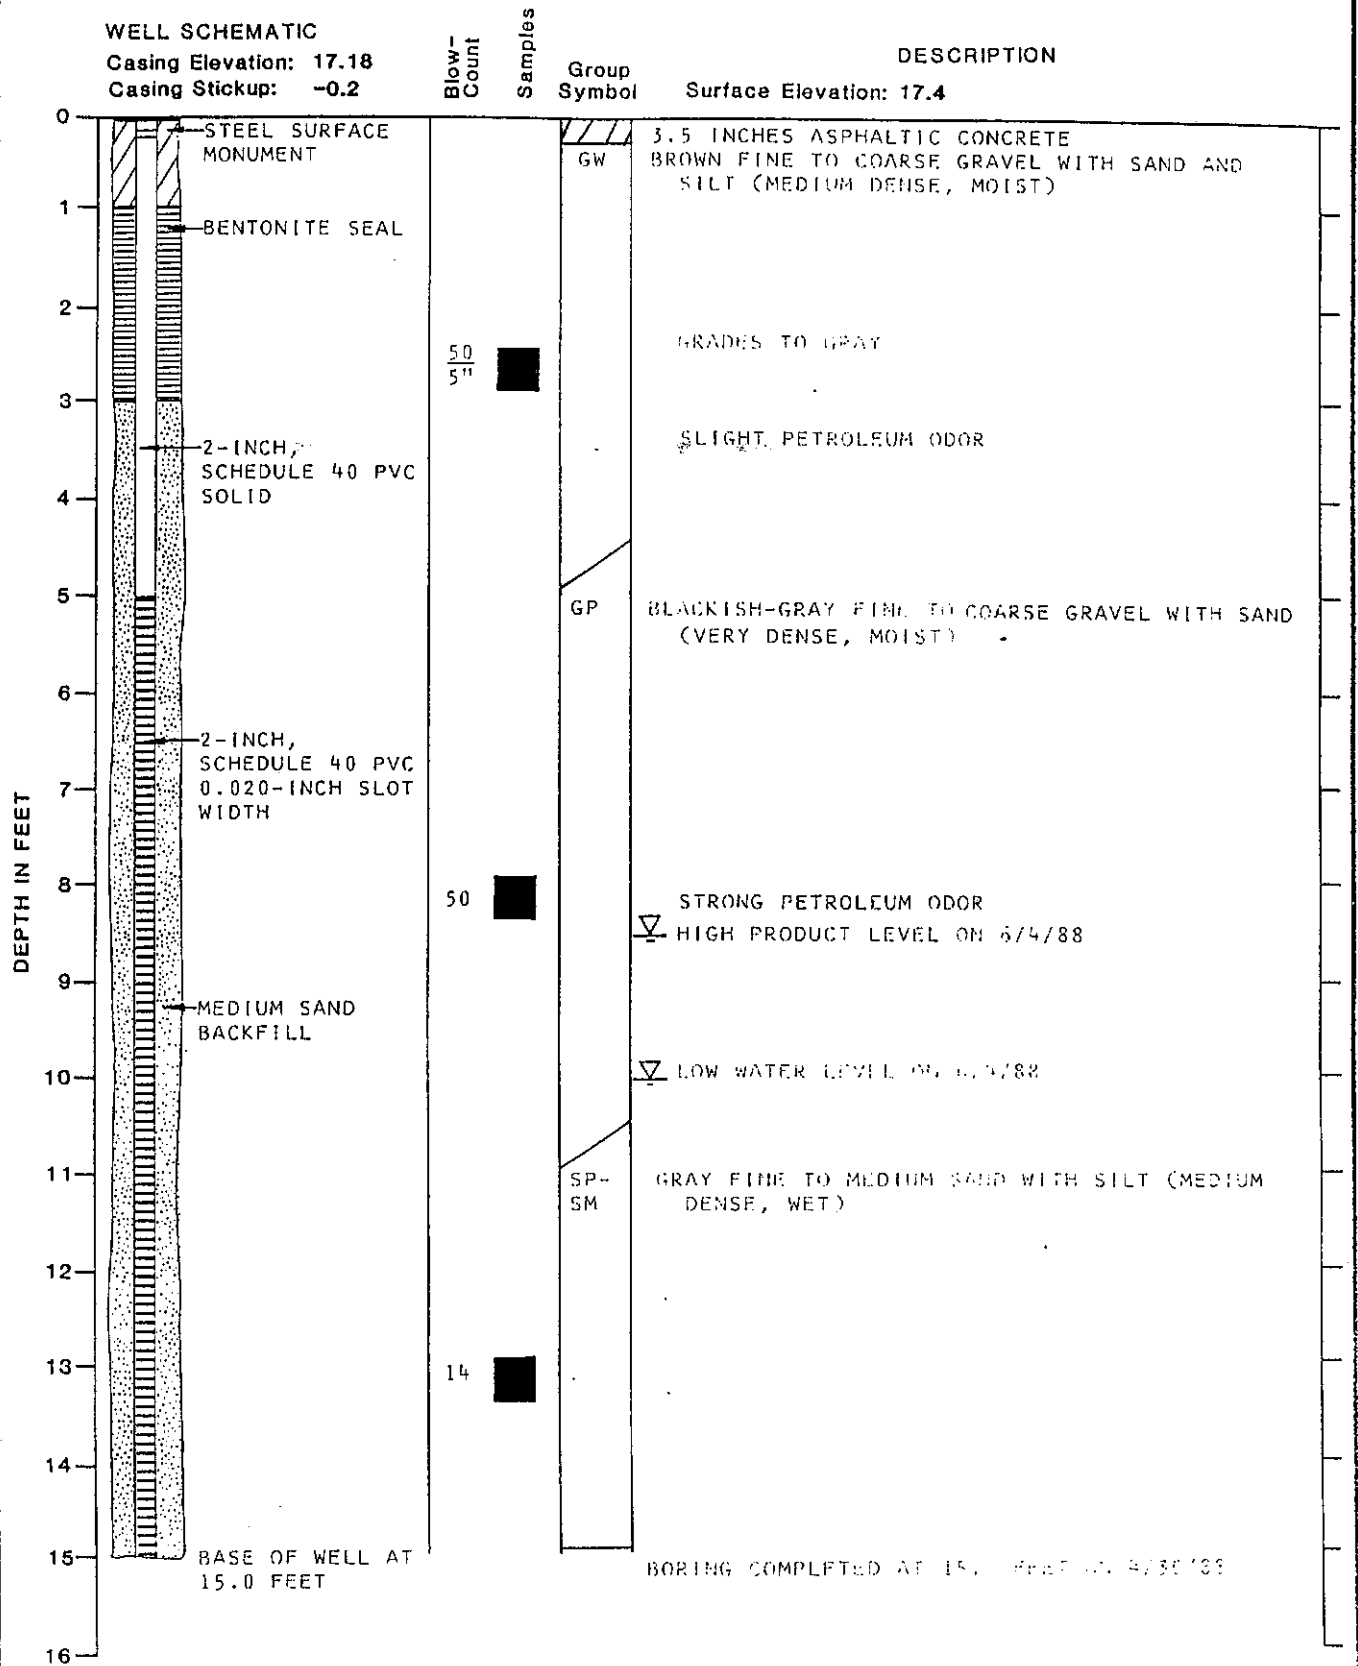 WELL SCHEMATIC
Casing Elevation: 17.18
Casing Stickup: -0.2
Blow-
Count
Samples
Group
Symbol
DESCRIPTION
Surface Elevation: 17.4
DEPTH IN FEET
0
1
2
3
4
5
6
7
8
9
10
11
12
13
14
15
16
STEEL SURFACE
MONUMENT
BENTONITE SEAL
2-INCH,
SCHEDULE 40 PVC
SOLID
2-INCH,
SCHEDULE 40 PVC
0.020-INCH SLOT
WIDTH
MEDIUM SAND
BACKFILL
BASE OF WELL AT
15.0 FEET
50
5"
50
14
GW
GP
SP-
SM
3.5 INCHES ASPHALTIC CONCRETE
BROWN FINE TO COARSE GRAVEL WITH SAND AND
SILT (MEDIUM DENSE, MOIST)
GRADES TO GRAY
SLIGHT PETROLEUM ODOR
BLACKISH-GRAY FINE TO COARSE GRAVEL WITH SAND
(VERY DENSE, MOIST)
STRONG PETROLEUM ODOR
HIGH PRODUCT LEVEL ON 6/4/88
LOW WATER LEVEL ON
GRAY FINE TO MEDIUM SAND WITH SILT (MEDIUM
DENSE, WET)
BORING COMPLETED AT